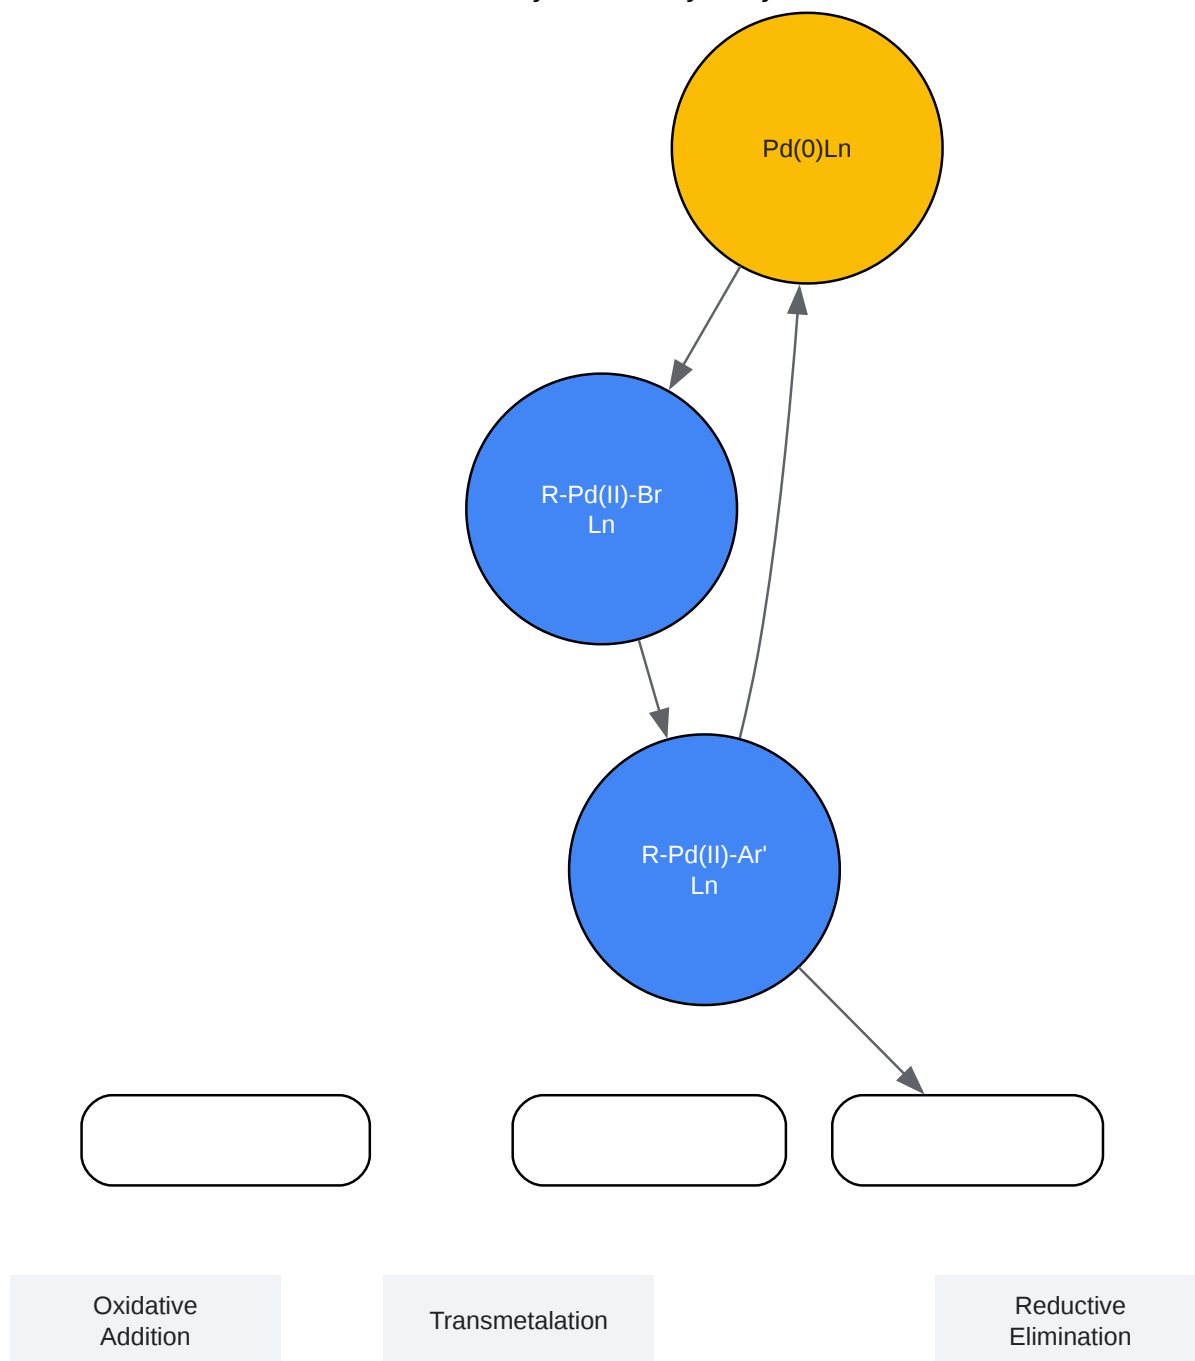 Pd(0)Ln
R-Pd(II)-Br
Ln
R-Pd(II)-Ar'
Ln
Oxidative
Addition
Transmetalation
Reductive
Elimination